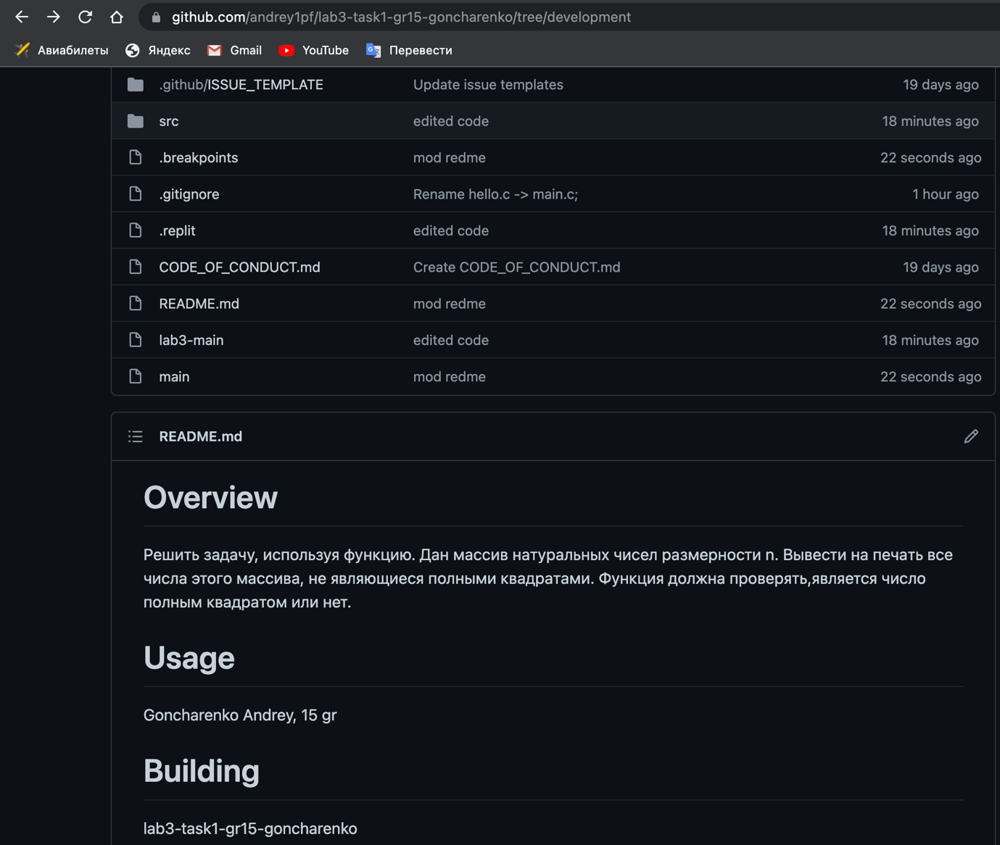 github.com/andrey1pf/lab3-task1-gr15-goncharenko/tree/development
Авиабилеты Яндекс Gmail YouTube Перевести
.github/ISSUE_TEMPLATE Update issue templates 19 days ago
src edited code 18 minutes ago
.breakpoints mod redme 22 seconds ago
.gitignore Rename hello.c -> main.c; 1 hour ago
.replit edited code 18 minutes ago
CODE_OF_CONDUCT.md Create CODE_OF_CONDUCT.md 19 days ago
README.md mod redme 22 seconds ago
lab3-main edited code 18 minutes ago
main mod redme 22 seconds ago
README.md
Overview
Решить задачу, используя функцию. Дан массив натуральных чисел размерности n. Вывести на печать все
числа этого массива, не являющиеся полными квадратами. Функция должна проверять,является число
полным квадратом или нет.
Usage
Goncharenko Andrey, 15 gr
Building
lab3-task1-gr15-goncharenko